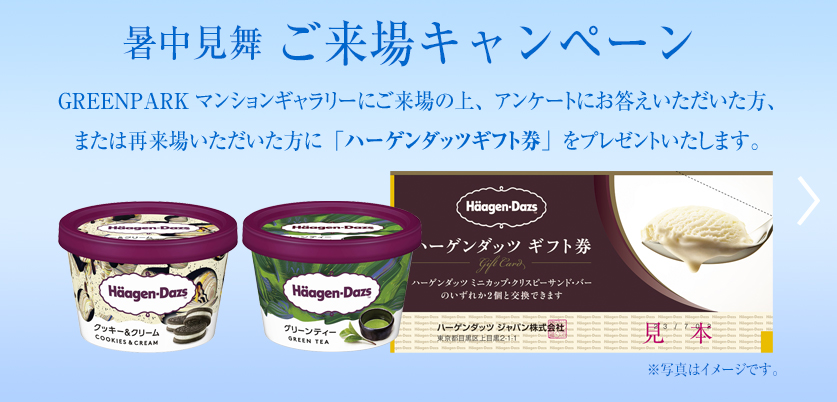 暑中見舞 ご来場キャンペーン
GREENPARK マンションギャラリーにご来場の上、アンケートにお答えいただいた方、
または再来場いただいた方に「ハーゲンダッツギフト券」をプレゼントいたします。
Häagen-Dazs
ハーゲンダッツ ギフト券
Gift Card
ハーゲンダッツ ミニカップ・クリスピーサンド・バー
のいずれか2個と交換できます
ハーゲンダッツ ジャパン株式会社
東京都目黒区上目黒2-1-1
見本
&クリーム
Häagen-Dazs
クッキー&クリーム
COOKIES & CREAM
ーンティー
Häagen-Dazs
グリーンティー
GREEN TEA
※写真はイメージです。